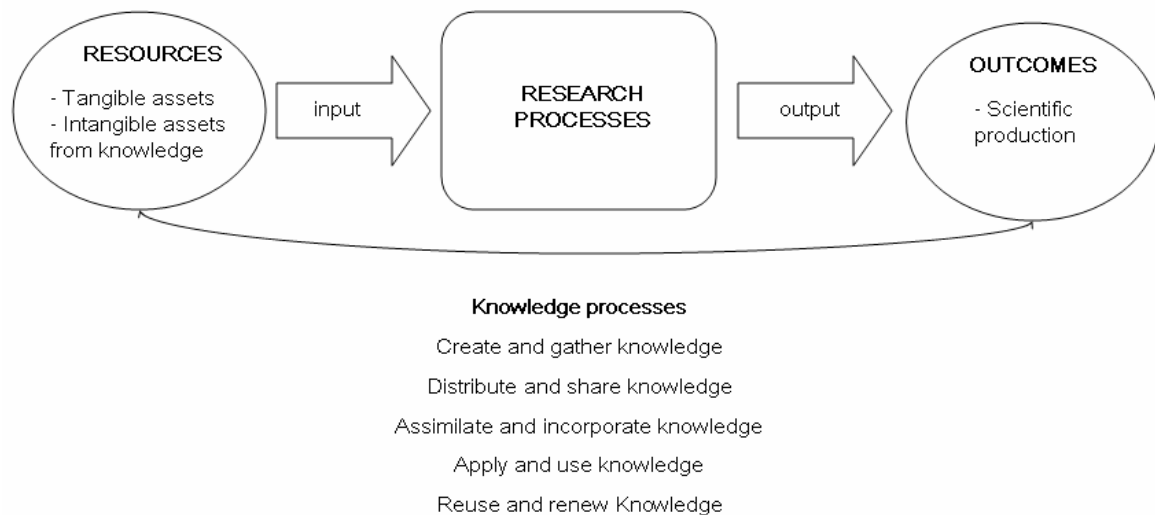 RESOURCES
- Tangible assets
- Intangible assets
from knowledge
input
RESEARCH
PROCESSES
output
OUTCOMES
- Scientific
production
Knowledge processes
Create and gather knowledge
Distribute and share knowledge
Assimilate and incorporate knowledge
Apply and use knowledge
Reuse and renew Knowledge